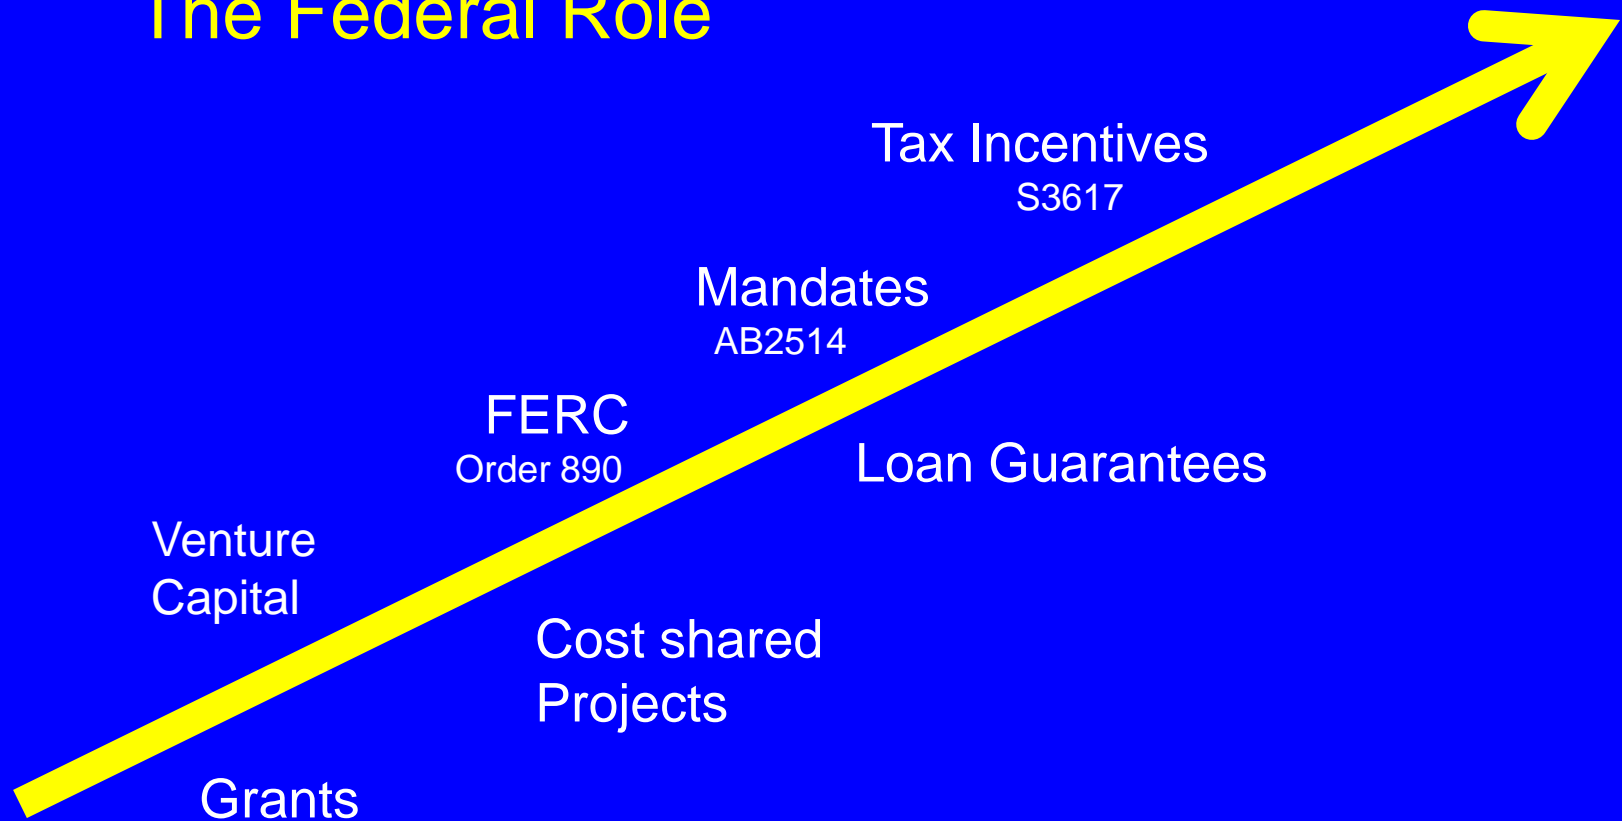 The Federal Role
Tax Incentives
S3617
Mandates
AB2514
FERC
Order 890
Loan Guarantees
Venture
Capital
Cost shared
Projects
Grants